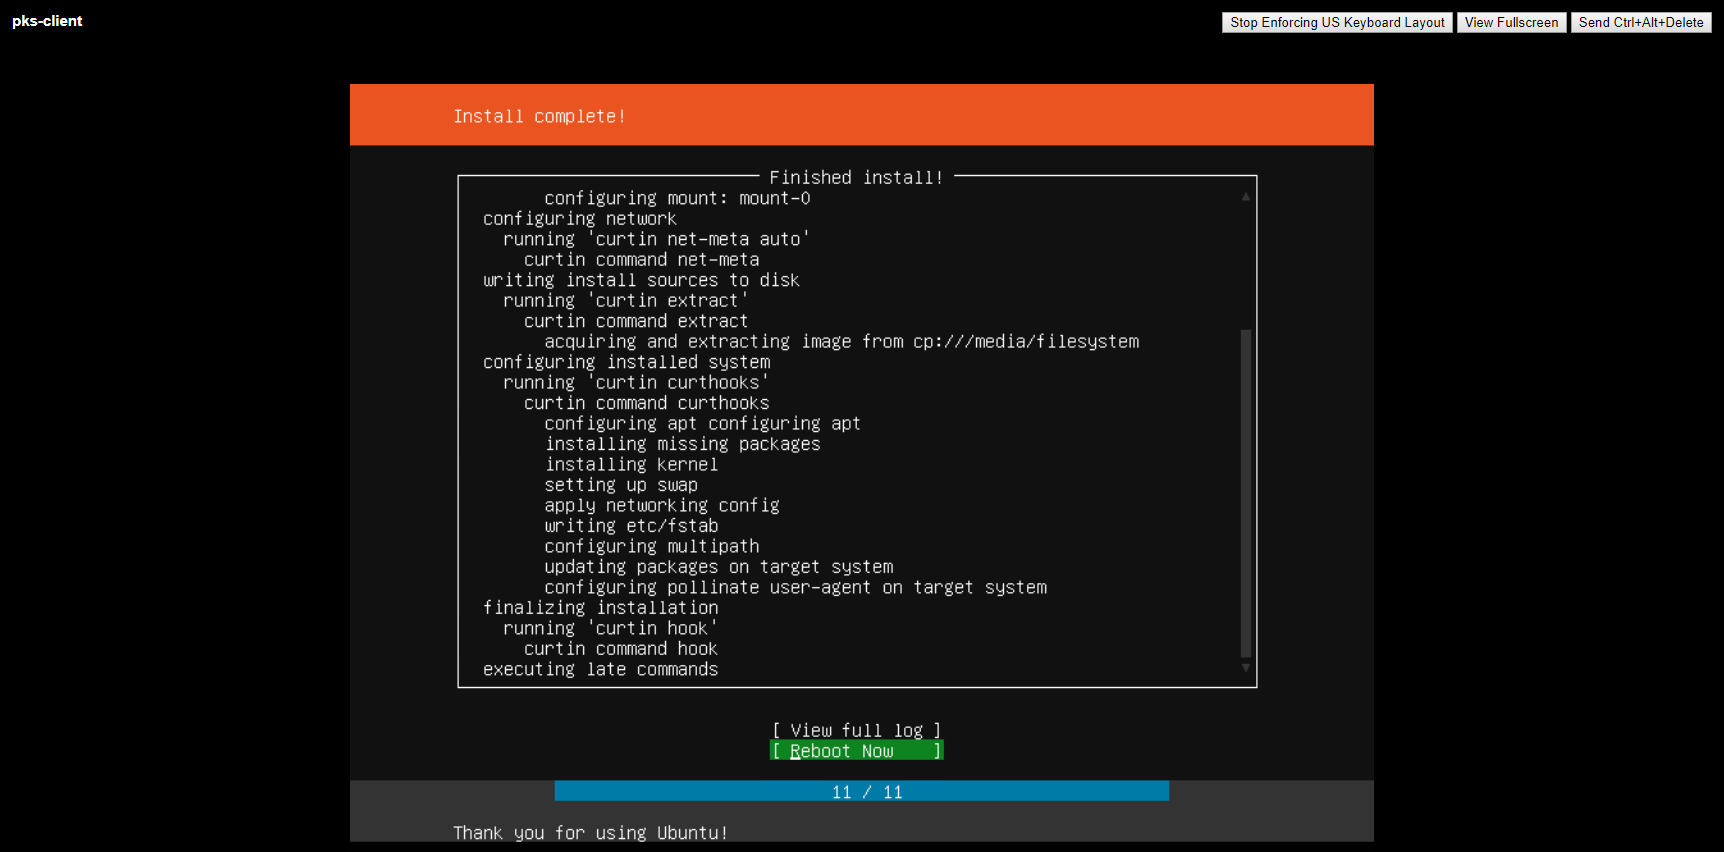 pks-client
Stop Enforcing US Keyboard Layout
View Fullscreen
Send Ctrl+Alt+Delete
Install complete!
Finished install!
configuring mount: mount-0
configuring network
running 'curtin net-meta auto'
curtin command net-meta
writing install sources to disk
running 'curtin extract'
curtin command extract
acquiring and extracting image from cp:///media/filesystem
configuring installed system
running 'curtin curthooks'
curtin command curthooks
configuring apt configuring apt
installing missing packages
installing kernel
setting up swap
apply networking config
writing etc/fstab
configuring multipath
updating packages on target system
configuring pollinate user-agent on target system
finalizing installation
running 'curtin hook'
curtin command hook
executing late commands
[ View full log ]
[ Reboot Now ]
11 / 11
Thank you for using Ubuntu!